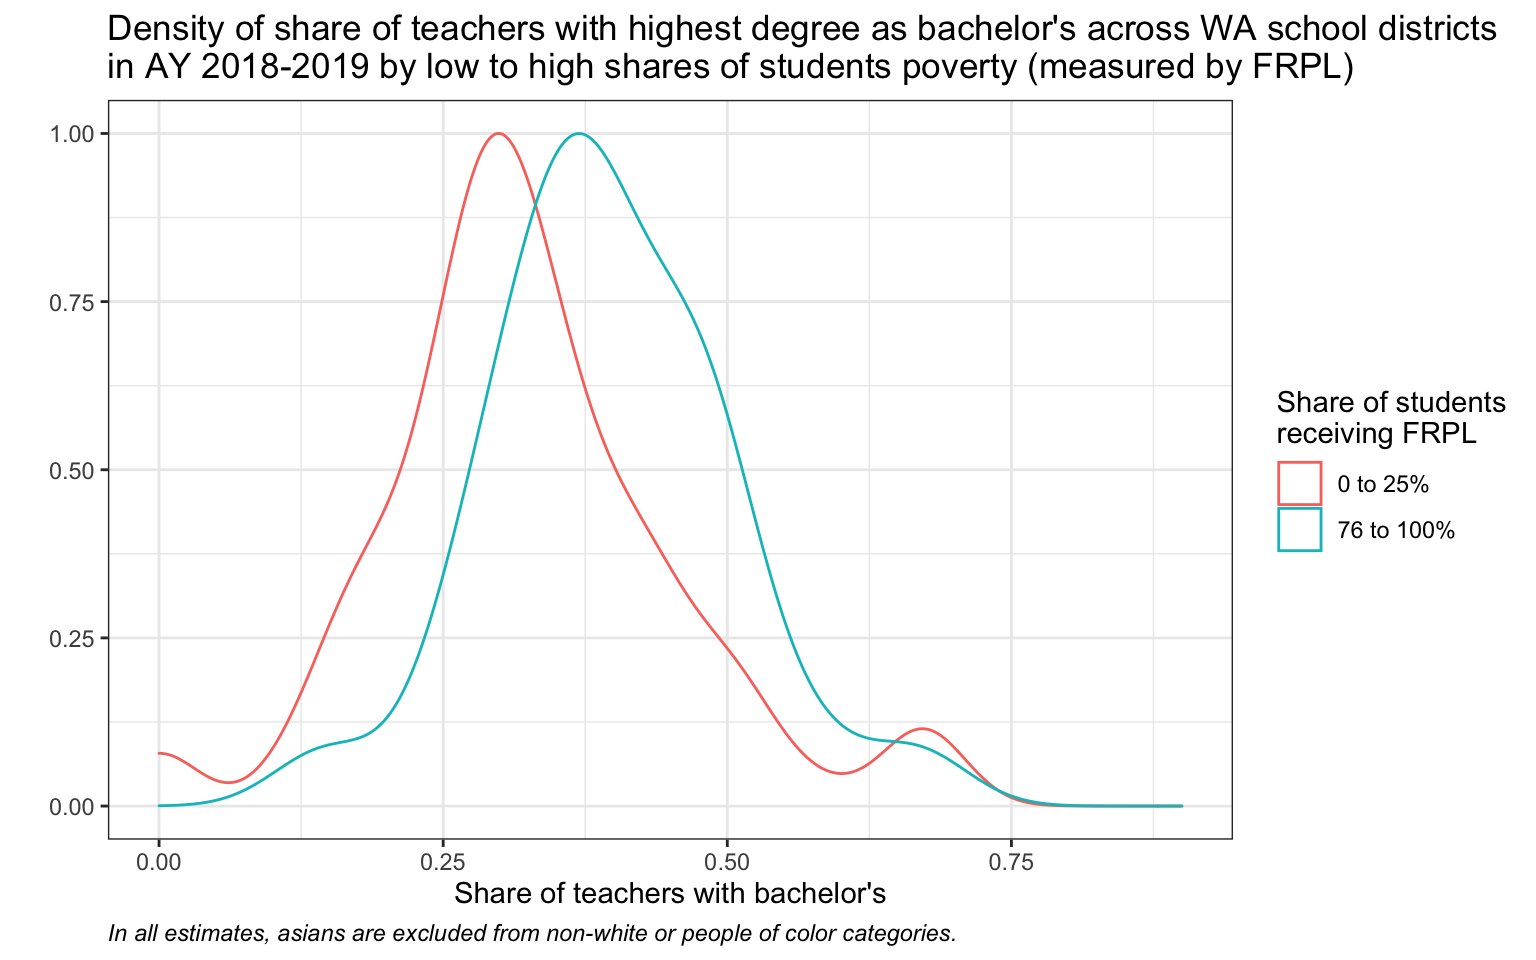 Density of share of teachers with highest degree as bachelor's across WA school districts
in AY 2018-2019 by low to high shares of students poverty (measured by FRPL)
1.00
0.75
0.50
0.25
0.00
0.00
0.25
0.50
0.75
Share of teachers with bachelor's
Share of students
receiving FRPL
0 to 25%
76 to 100%
In all estimates, asians are excluded from non-white or people of color categories.